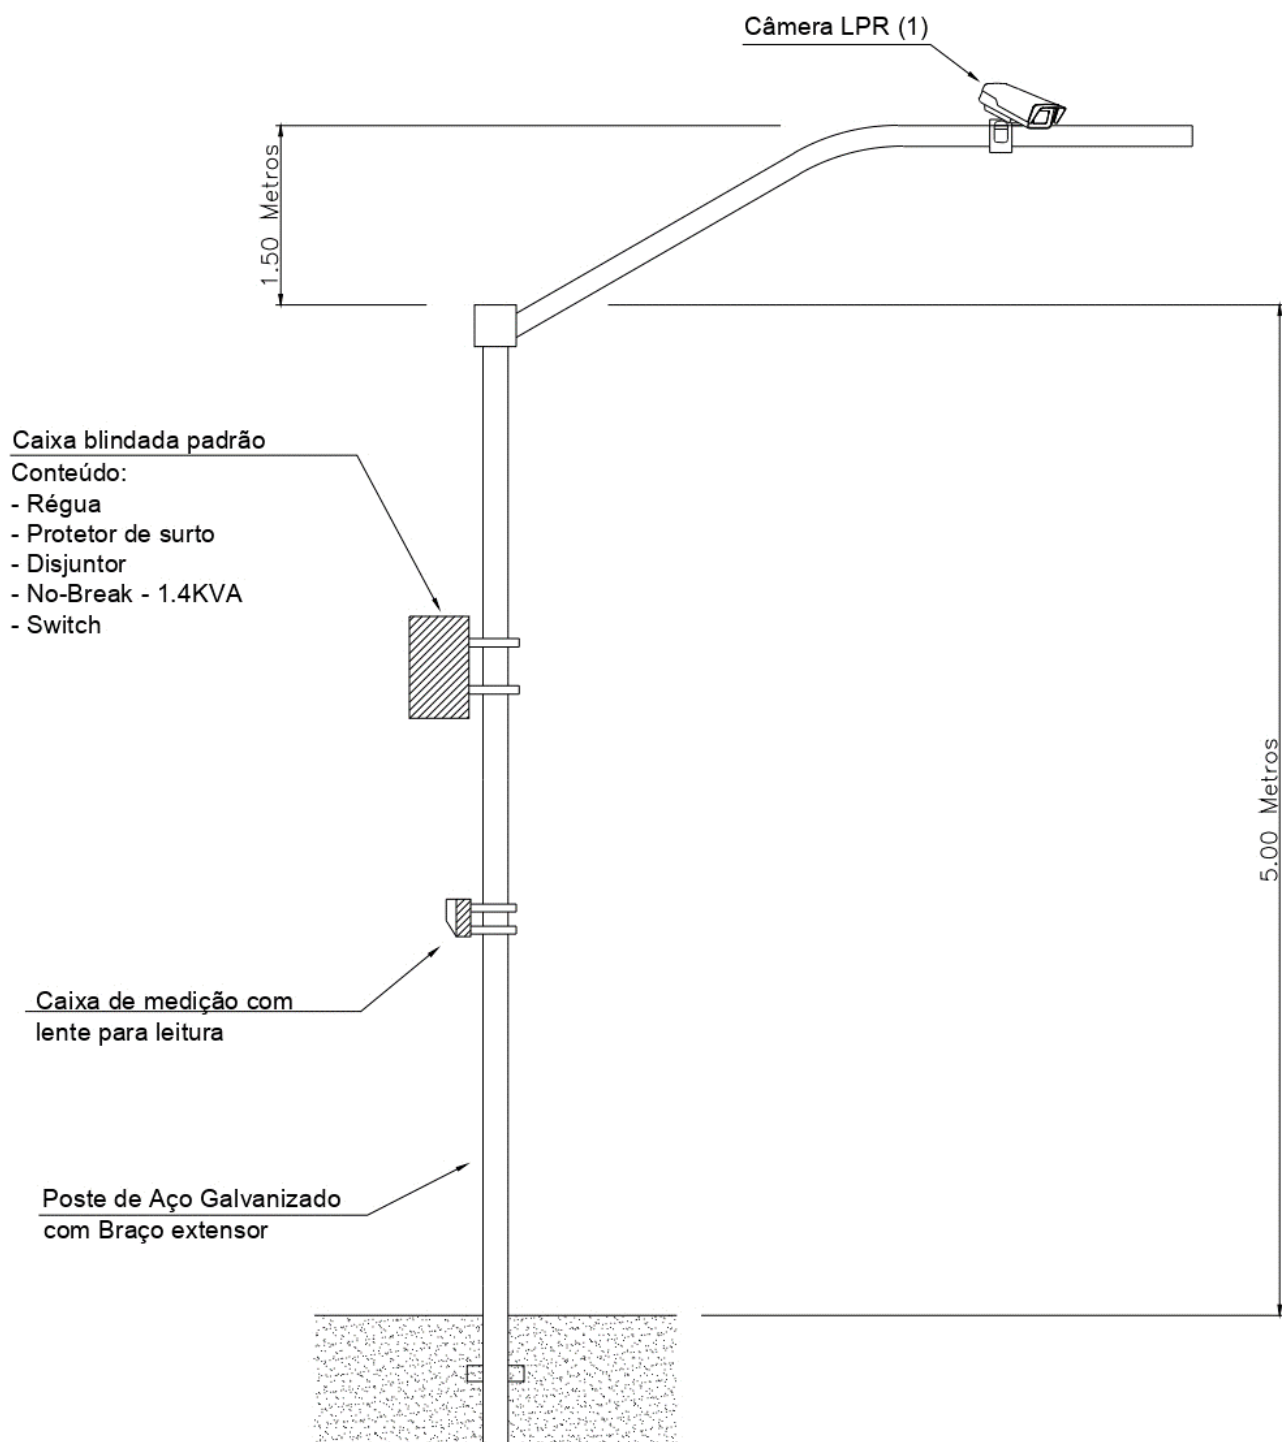 Câmera LPR (1)
1.50 Metros
Caixa blindada padrão
Conteúdo:
- Régua
- Protetor de surto
- Disjuntor
- No-Break - 1.4KVA
- Switch
5.00 Metros
Caixa de medição com
lente para leitura
Poste de Aço Galvanizado
com Braço extensor